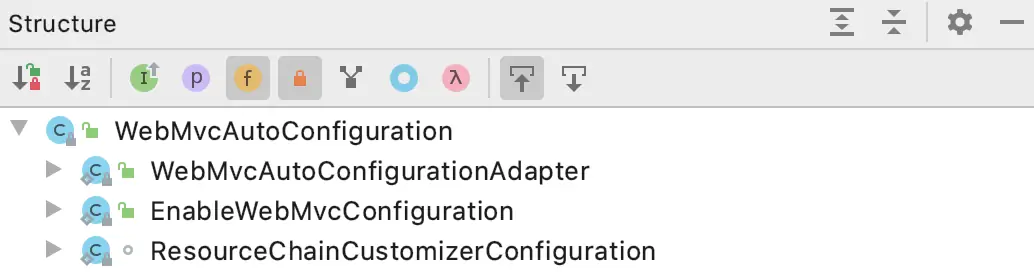 Structure
WebMvcAutoConfiguration
WebMvcAutoConfigurationAdapter
EnableWebMvcConfiguration
ResourceChainCustomizerConfiguration